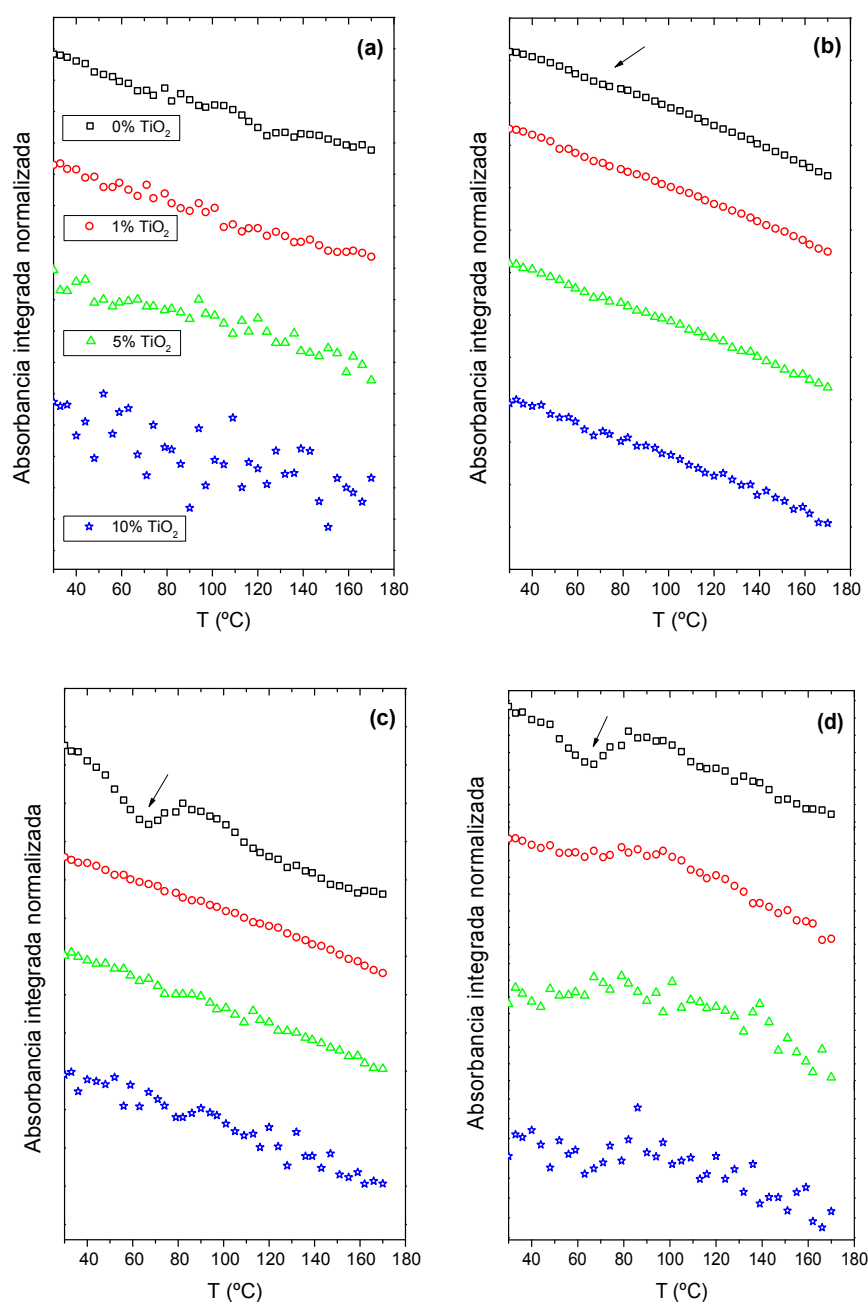 (a)
Absorbancia integrada normalizada
0% TiO₂
1% TiO₂
5% TiO₂
10% TiO₂
40 60 80 100 120 140 160 180
T (ºC)
(b)
Absorbancia integrada normalizada
40 60 80 100 120 140 160 180
T (ºC)
(c)
Absorbancia integrada normalizada
40 60 80 100 120 140 160 180
T (ºC)
(d)
Absorbancia integrada normalizada
40 60 80 100 120 140 160 180
T (ºC)